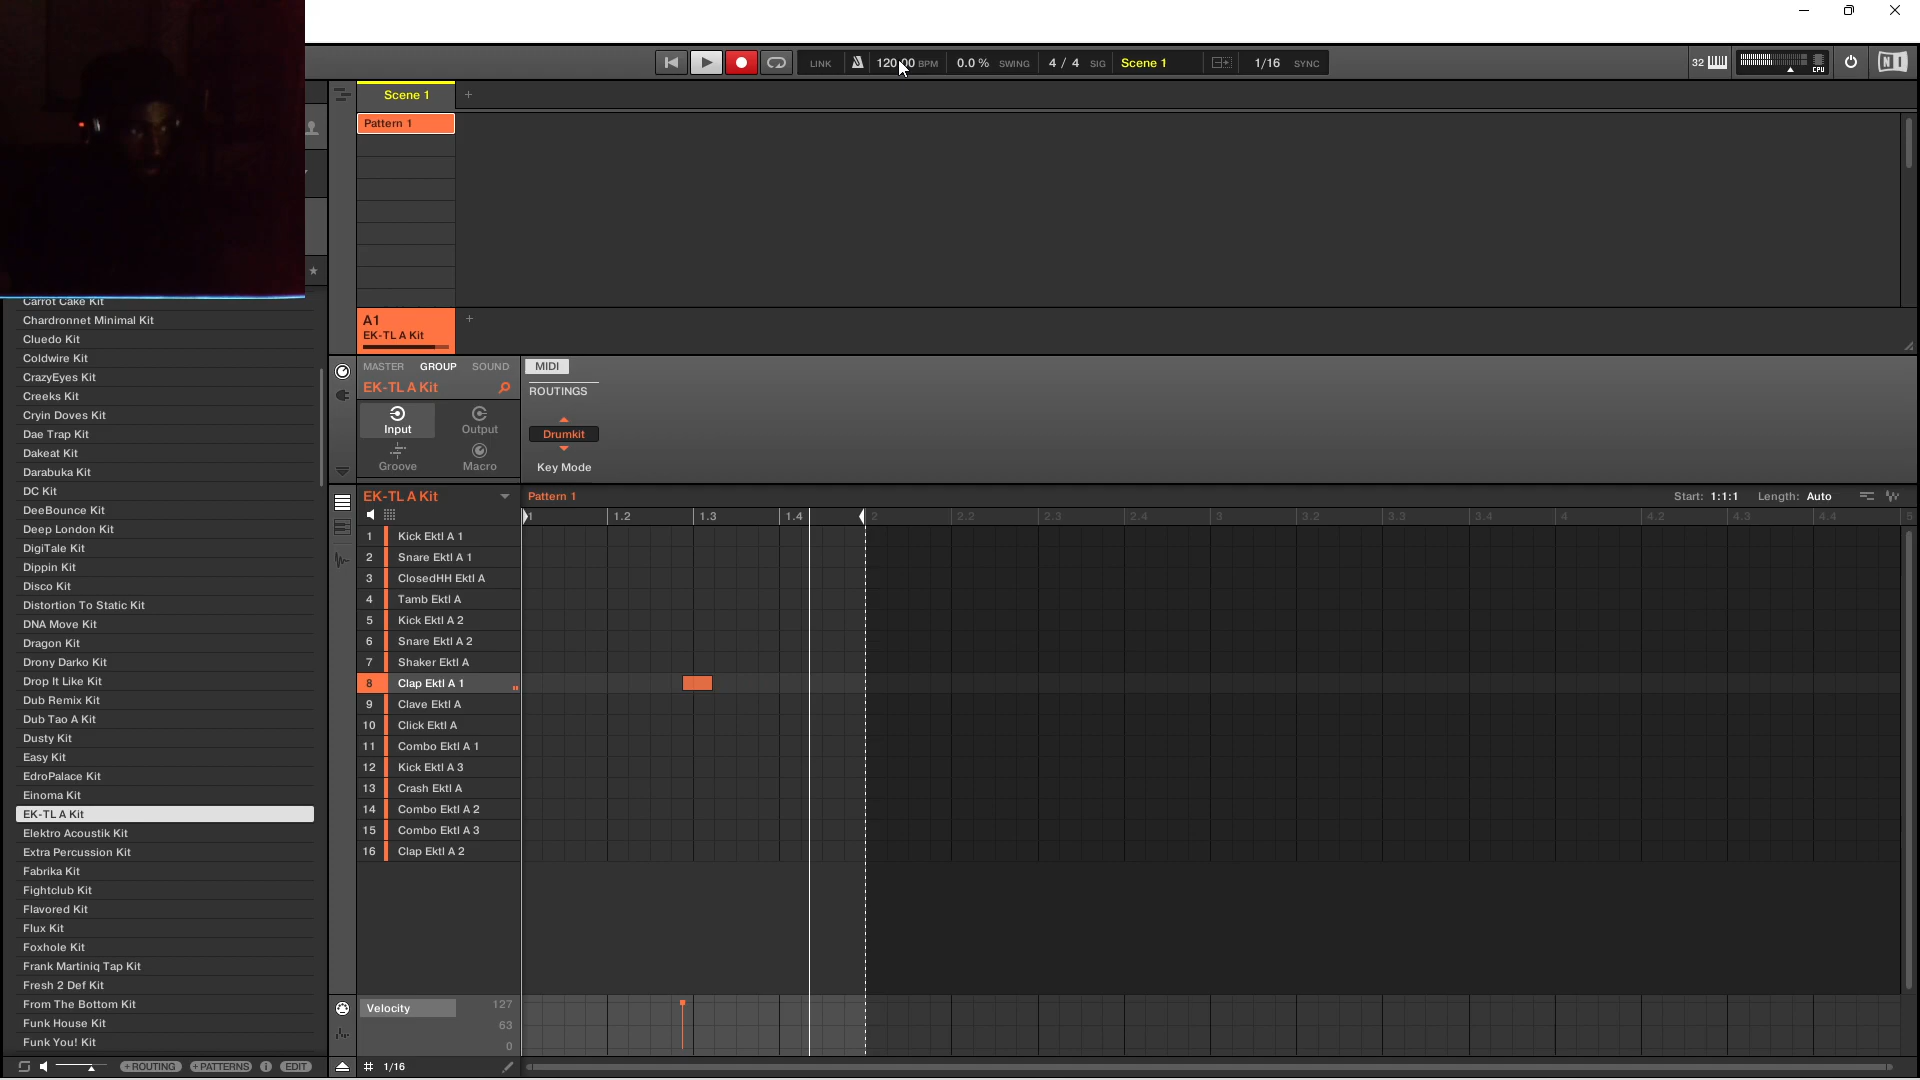 LINK 120.00 BPM 0.0 % SWING 4 / 4 SIG Scene 1 1/16 SYNC 32 CPU
Scene 1 +
Pattern 1
A1 +
EK-TL A Kit
MASTER GROUP SOUND MIDI
EK-TL A Kit ROUTINGS
Input Output Drumkit
Groove Macro Key Mode
EK-TL A Kit Pattern 1 Start: 1:1:1 Length: Auto
1 1.2 1.3 1.4 2 2.2 2.3 2.4 3 3.2 3.3 3.4 4 4.2 4.3 4.4 5
1 Kick Ektl A 1
2 Snare Ektl A 1
3 ClosedHH Ektl A
4 Tamb Ektl A
5 Kick Ektl A 2
6 Snare Ektl A 2
7 Shaker Ektl A
8 Clap Ektl A 1
9 Clave Ektl A
10 Click Ektl A
11 Combo Ektl A 1
12 Kick Ektl A 3
13 Crash Ektl A
14 Combo Ektl A 2
15 Combo Ektl A 3
16 Clap Ektl A 2
Velocity 127
63
0
# 1/16
Carrot Cake Kit
Chardronnet Minimal Kit
Cluedo Kit
Coldwire Kit
CrazyEyes Kit
Creeks Kit
Cryin Doves Kit
Dae Trap Kit
Dakeat Kit
Darabuka Kit
DC Kit
DeeBounce Kit
Deep London Kit
DigiTale Kit
Dippin Kit
Disco Kit
Distortion To Static Kit
DNA Move Kit
Dragon Kit
Drony Darko Kit
Drop It Like Kit
Dub Remix Kit
Dub Tao A Kit
Dusty Kit
Easy Kit
EdroPalace Kit
Einoma Kit
EK-TL A Kit
Elektro Acoustik Kit
Extra Percussion Kit
Fabrika Kit
Fightclub Kit
Flavored Kit
Flux Kit
Foxhole Kit
Frank Martiniq Tap Kit
Fresh 2 Def Kit
From The Bottom Kit
Funk House Kit
Funk You! Kit
+ROUTING +PATTERNS i EDIT